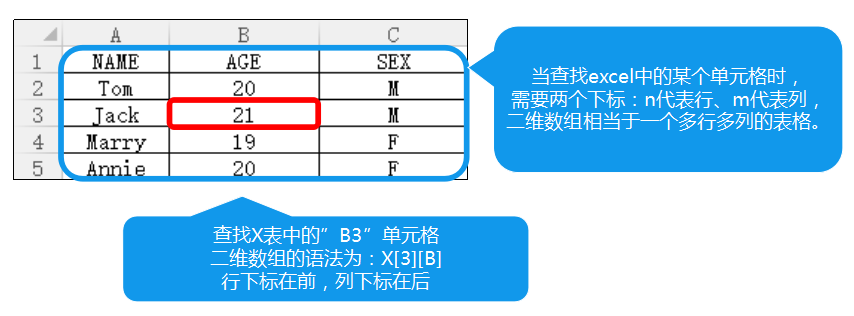 A B C
1 NAME AGE SEX
2 Tom 20 M
3 Jack 21 M
4 Marry 19 F
5 Annie 20 F
当查找excel中的某个单元格时，
需要两个下标：n代表行、m代表列，
二维数组相当于一个多行多列的表格。
查找X表中的”B3”单元格
二维数组的语法为：X[3][B]
行下标在前，列下标在后